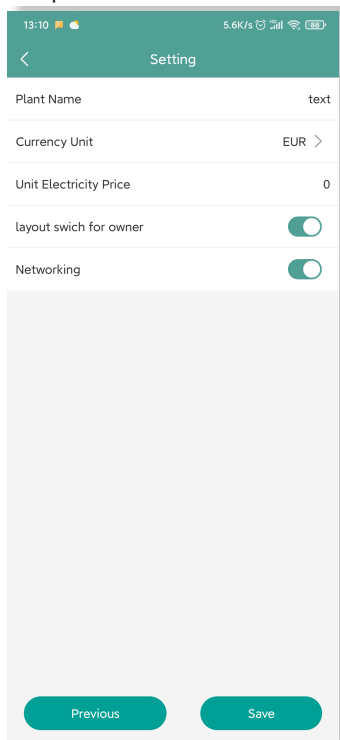 13:10 5.6K/s 88
Setting
Plant Name text
Currency Unit EUR
Unit Electricity Price 0
layout swich for owner
Networking
Previous Save